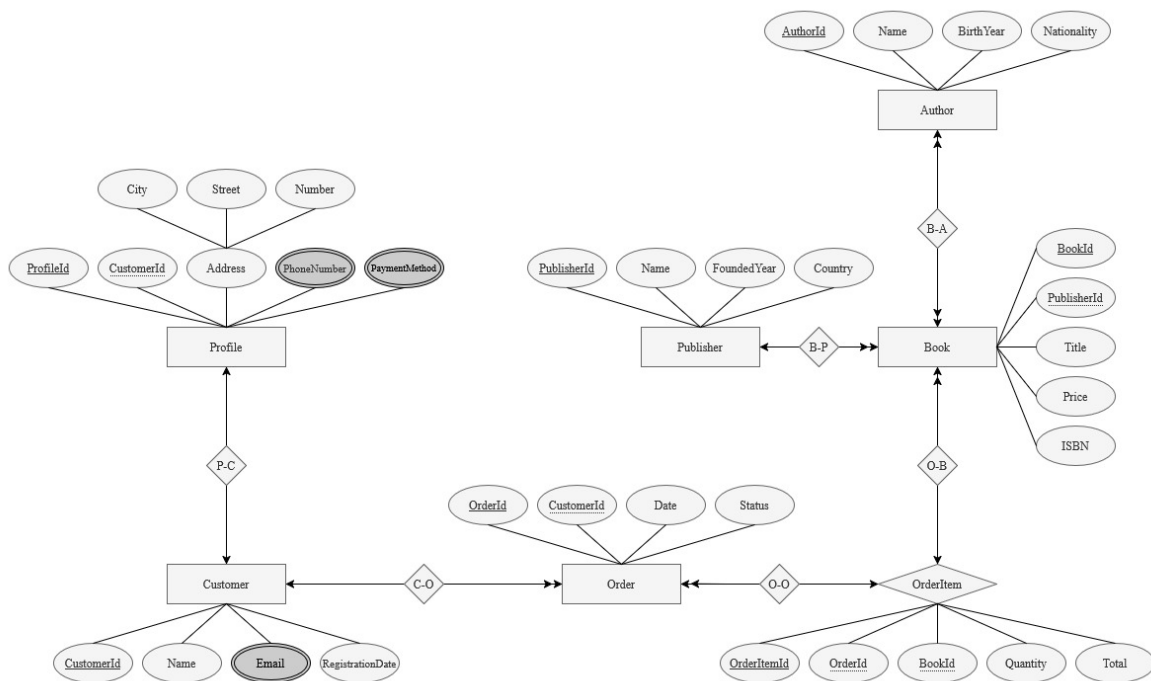 AuthorId
Name
BirthYear
Nationality
Author
City
Street
Number
B-A
ProfileId
CustomerId
Address
PhoneNumber
PaymentMethod
PublisherId
Name
FoundedYear
Country
BookId
PublisherId
Title
Price
ISBN
Profile
Publisher
B-P
Book
P-C
O-B
OrderId
CustomerId
Date
Status
Customer
C-O
Order
O-O
OrderItem
CustomerId
Name
Email
RegistrationDate
OrderItemId
OrderId
BookId
Quantity
Total